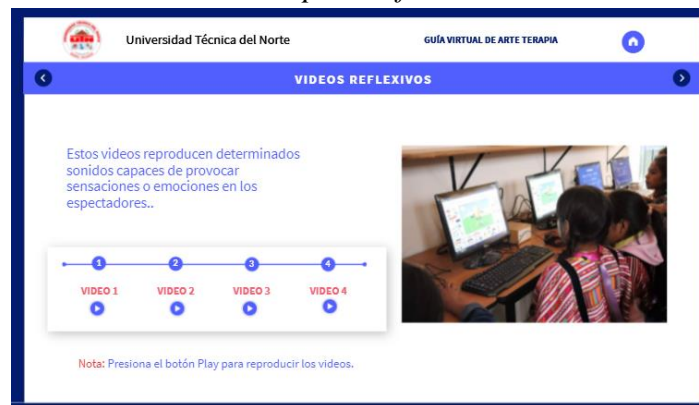 Universidad Técnica del Norte
GUÍA VIRTUAL DE ARTE TERAPIA
VIDEOS REFLEXIVOS
Estos videos reproducen determinados
sonidos capaces de provocar
sensaciones o emociones en los
espectadores..
1 2 3 4
VIDEO 1 VIDEO 2 VIDEO 3 VIDEO 4
Nota: Presiona el botón Play para reproducir los videos.